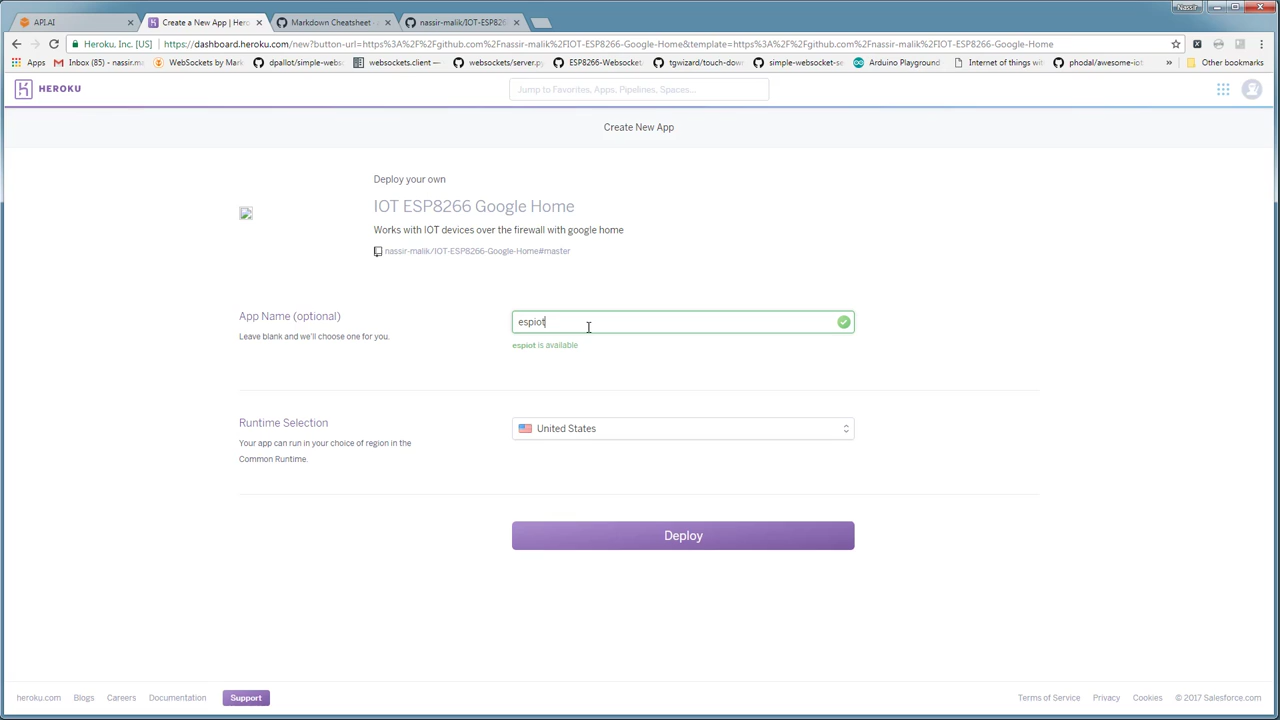 Nassir
API.AI
Create a New App | Hero
Markdown Cheatsheet ·
nassir-malik/IOT-ESP826
Heroku, Inc. [US]
https://dashboard.heroku.com/new?button-url=https%3A%2F%2Fgithub.com%2Fnassir-malik%2FIOT-ESP8266-Google-Home&template=https%3A%2F%2Fgithub.com%2Fnassir-malik%2FIOT-ESP8266-Google-Home
Apps
Inbox (85) - nassir.m
WebSockets by Mark
dpallot/simple-webso
websockets.client —
websockets/server.py
ESP8266-Websocket
tgwizard/touch-dow
simple-websocket-se
Arduino Playground
Internet of things wi
phodal/awesome-iot
»
Other bookmarks
HEROKU
Jump to Favorites, Apps, Pipelines, Spaces...
Create New App
Deploy your own
IOT ESP8266 Google Home
Works with IOT devices over the firewall with google home
nassir-malik/IOT-ESP8266-Google-Home#master
App Name (optional)
Leave blank and we'll choose one for you.
espiot
espiot is available
Runtime Selection
Your app can run in your choice of region in the
Common Runtime.
United States
Deploy
heroku.com
Blogs
Careers
Documentation
Support
Terms of Service
Privacy
Cookies
© 2017 Salesforce.com